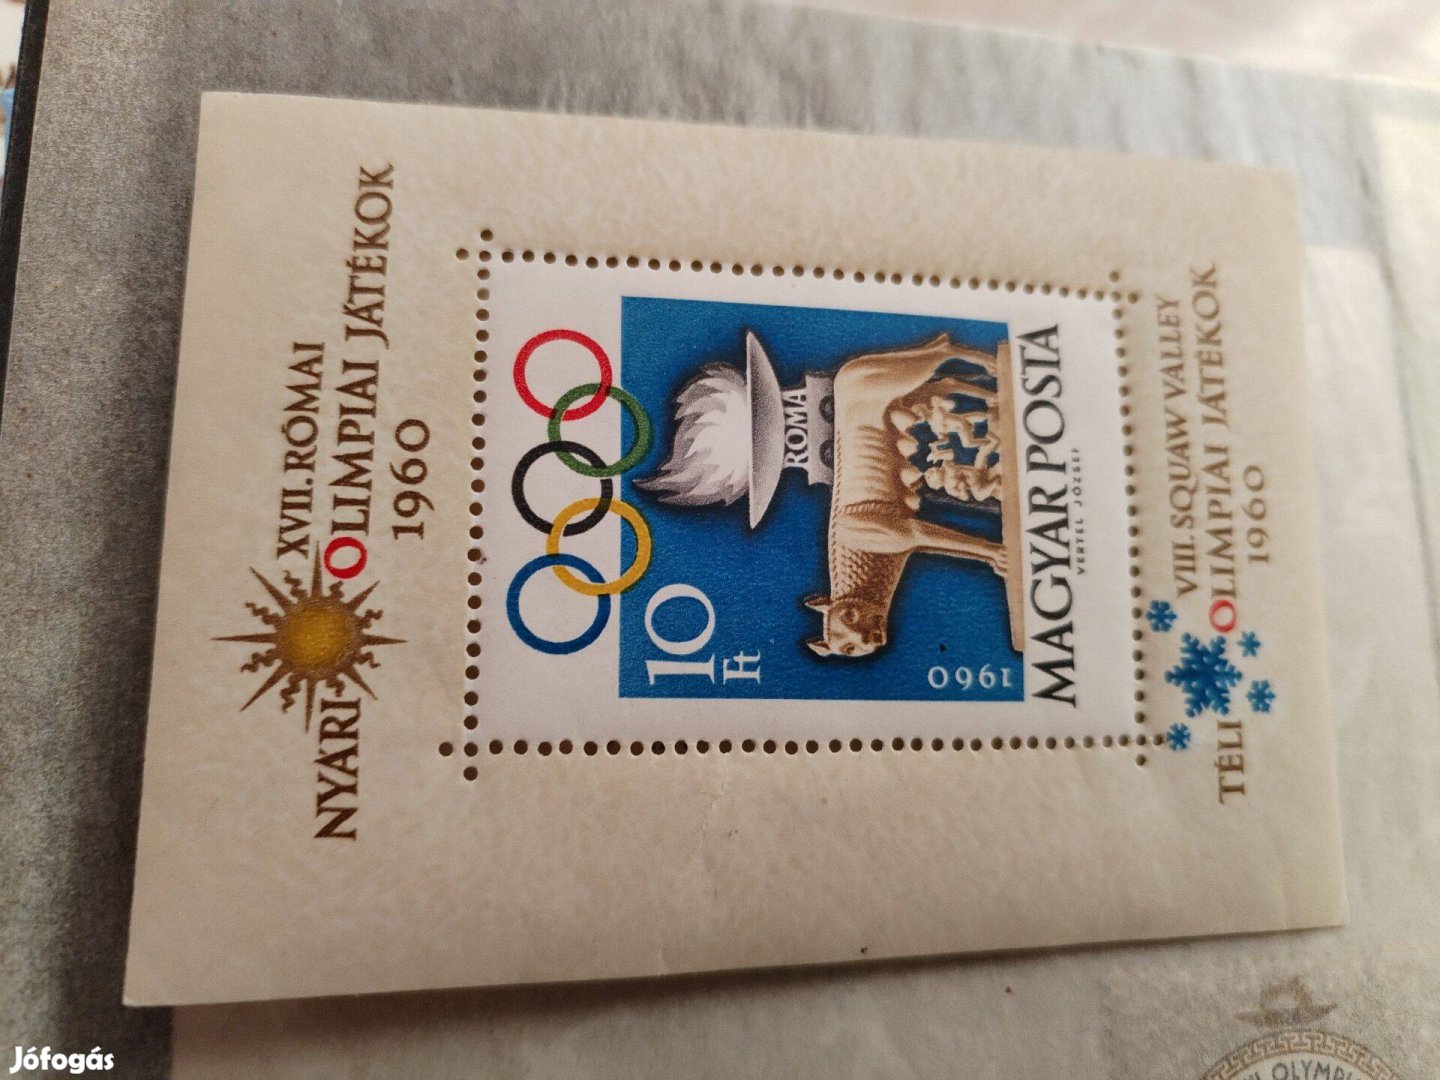 XVII. RÓMAI
NYÁRI OLIMPIAI JÁTÉKOK
1960
10
Ft
ROMA
1960
MAGYAR POSTA
VERTEL JÓZSEF
VIII. SQUAW VALLEY
TÉLI OLIMPIAI JÁTÉKOK
1960
OLYMPI
Jófogás